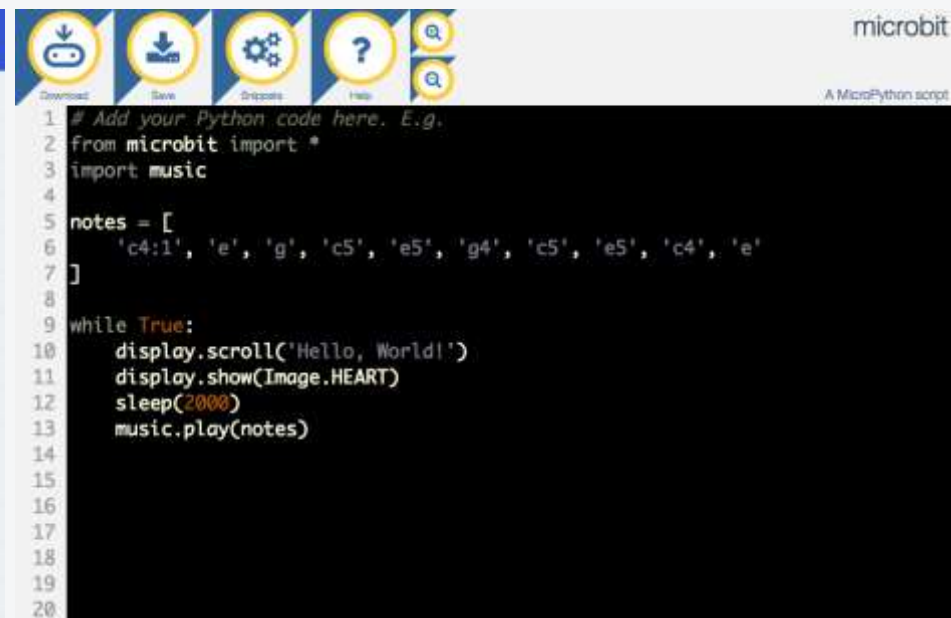 microbit
Download Save Snippets Help
A MicroPython script
1 # Add your Python code here. E.g.
2 from microbit import *
3 import music
4
5 notes = [
6 'c4:1', 'e', 'g', 'c5', 'e5', 'g4', 'c5', 'e5', 'c4', 'e'
7 ]
8
9 while True:
10 display.scroll('Hello, World!')
11 display.show(Image.HEART)
12 sleep(2000)
13 music.play(notes)
14
15
16
17
18
19
20